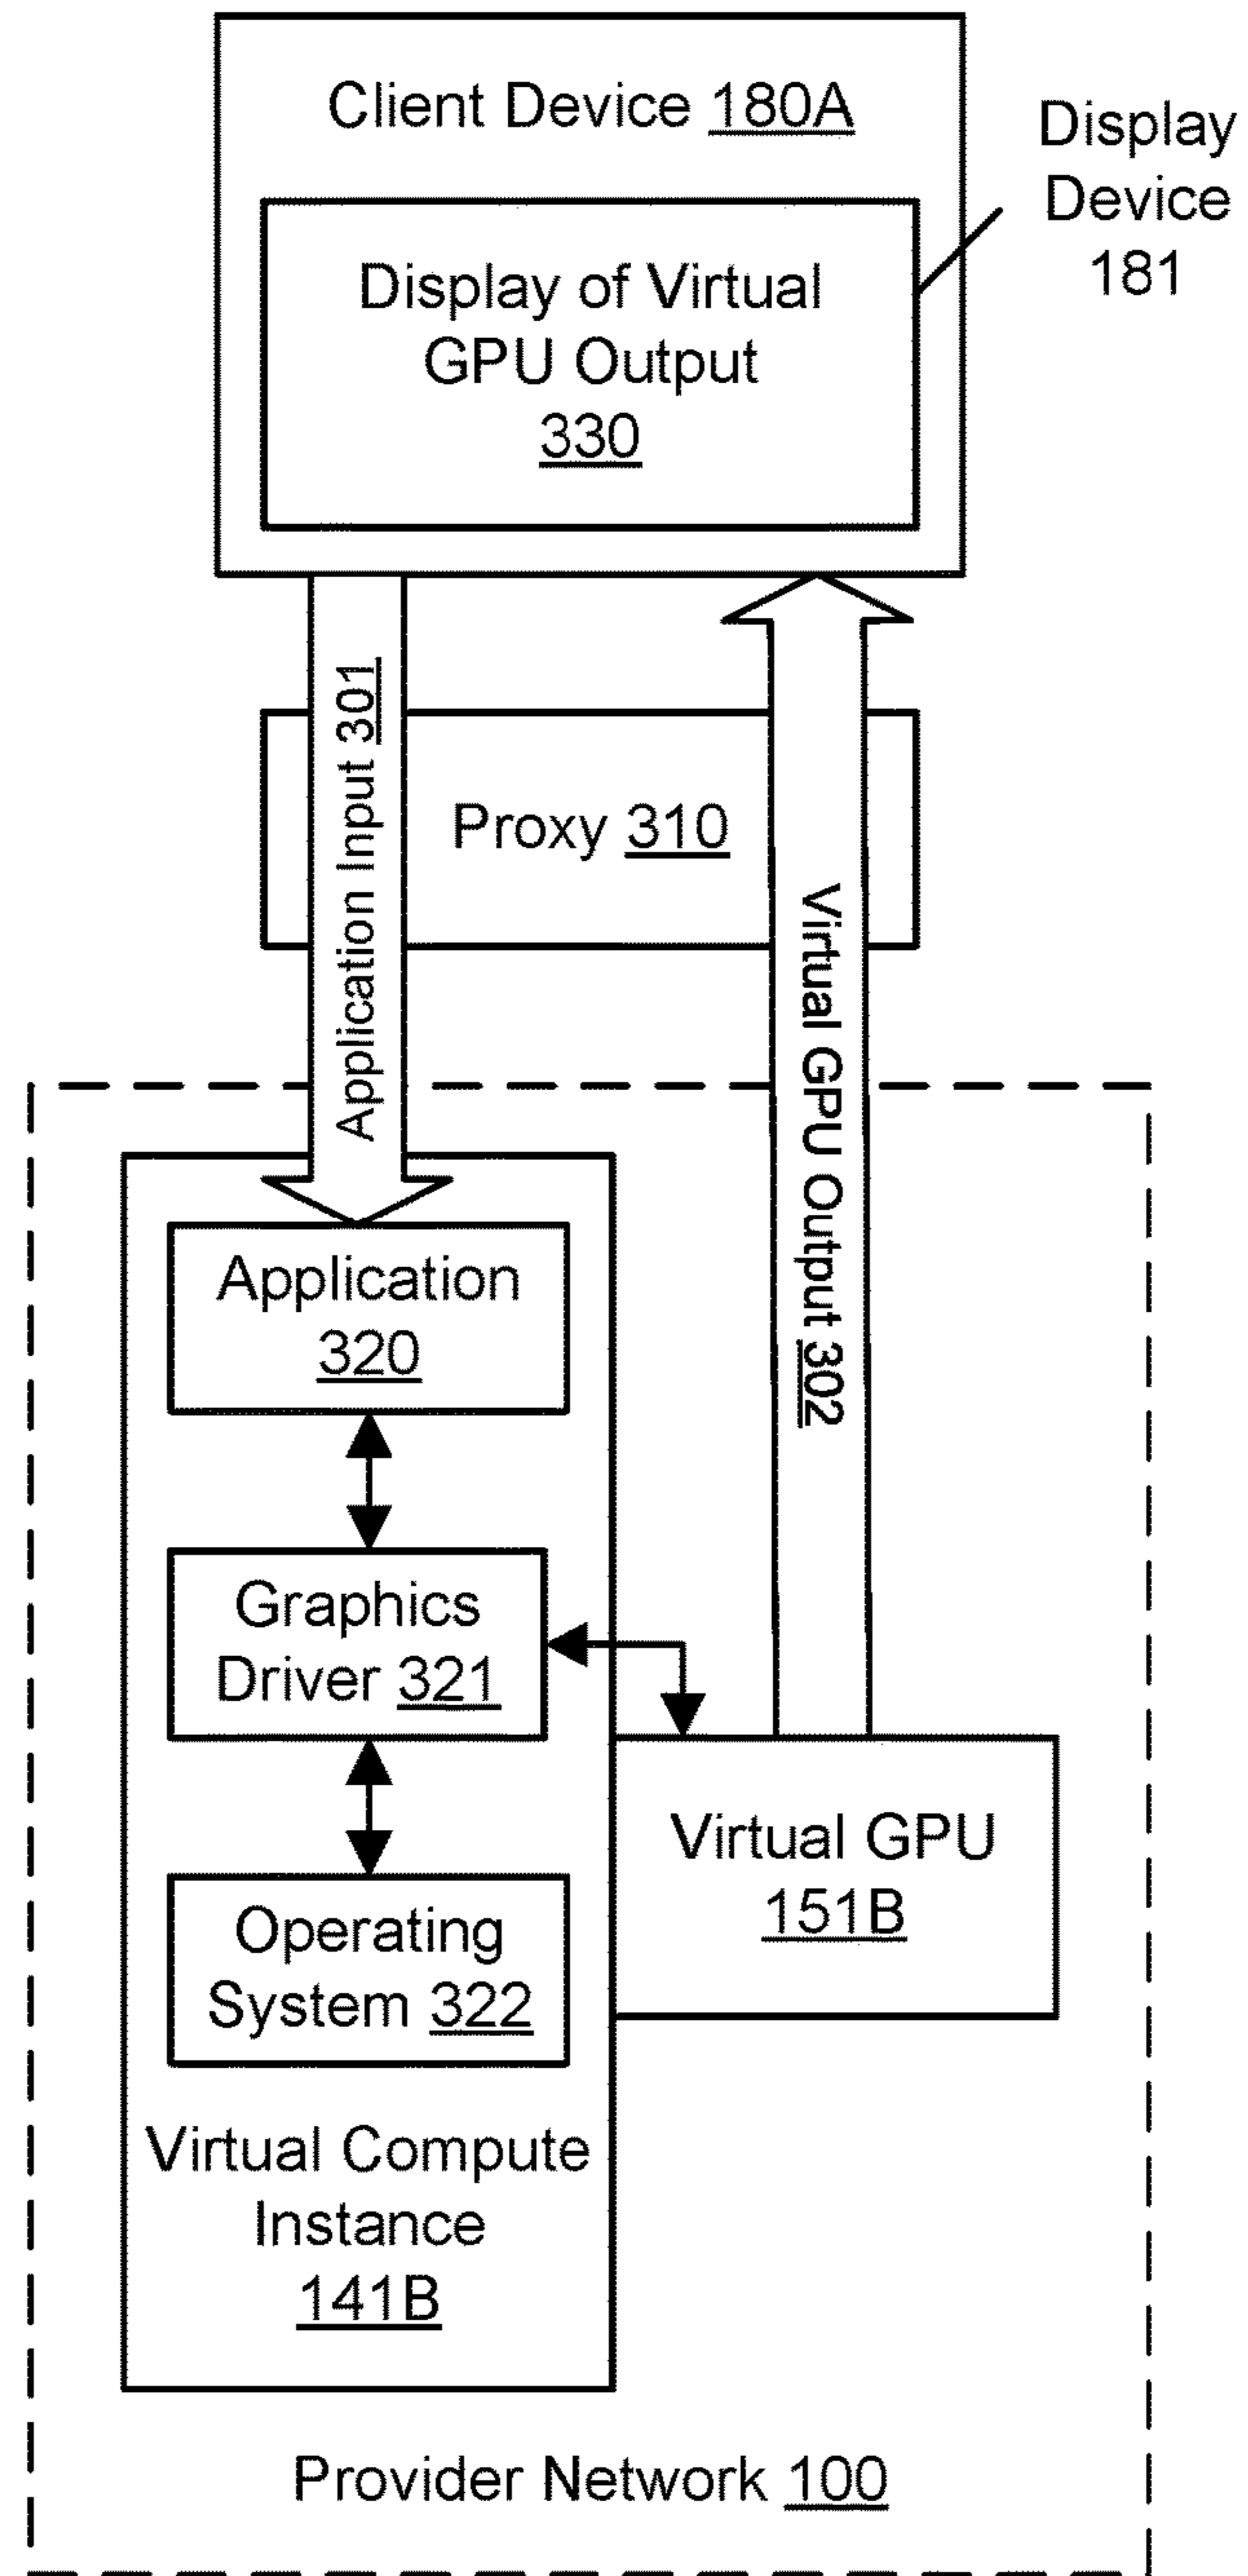 Client Device 180A
Display
Device
181
Display of Virtual
GPU Output
330
Application Input 301
Proxy 310
Virtual GPU Output 302
Application
320
Graphics
Driver 321
Virtual GPU
151B
Operating
System 322
Virtual Compute
Instance
141B
Provider Network 100